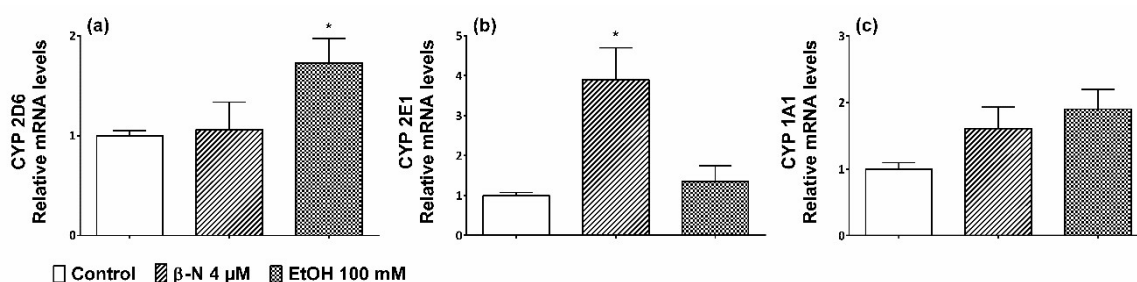 (a)
CYP 2D6
Relative mRNA levels
2
1
0
*
(b)
CYP 2E1
Relative mRNA levels
5
4
3
2
1
0
*
(c)
CYP 1A1
Relative mRNA levels
3
2
1
0
Control
β-N 4 µM
EtOH 100 mM